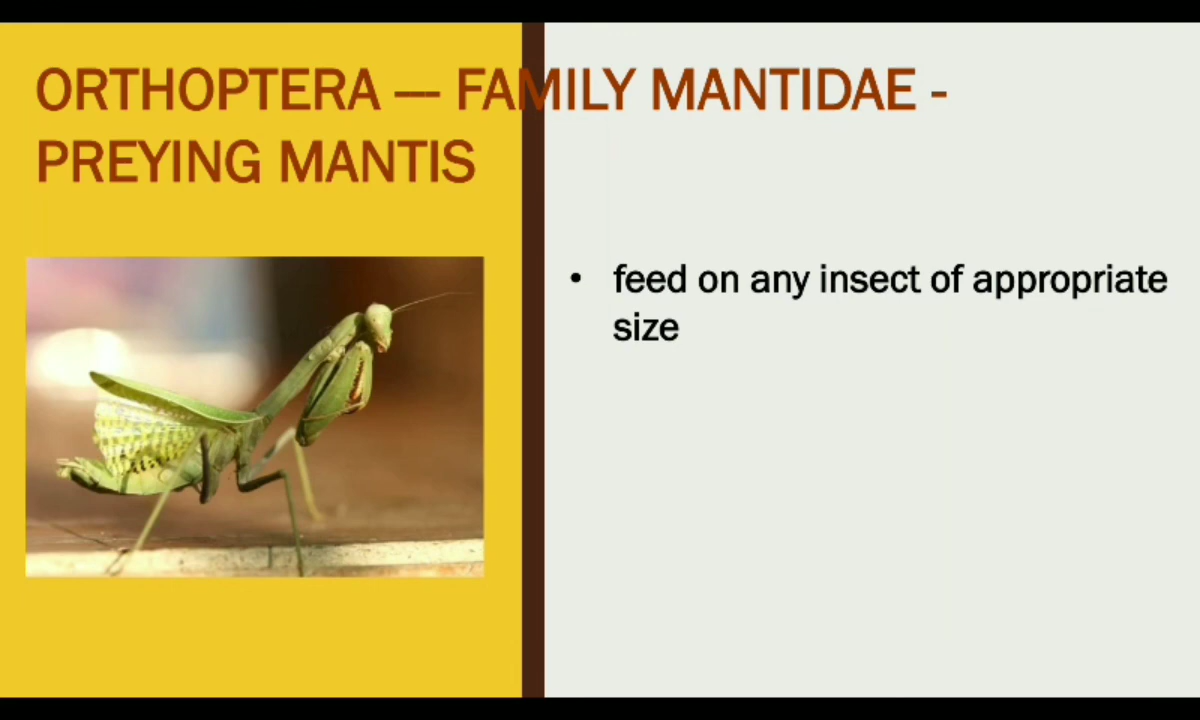 ORTHOPTERA — FAMILY MANTIDAE -
PREYING MANTIS
• feed on any insect of appropriate
size